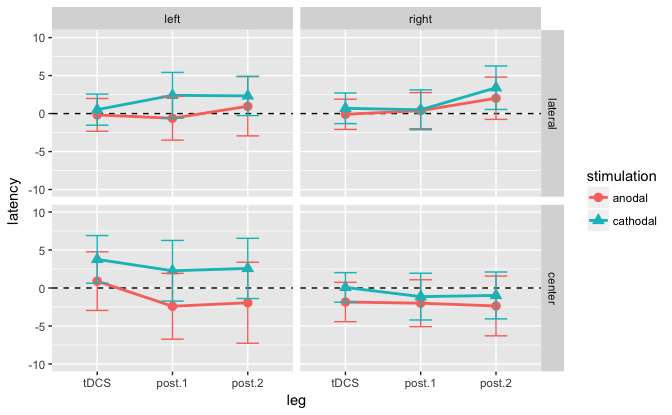 left
right
10
5
0
-5
-10
lateral
10
5
0
-5
-10
center
latency
tDCS
post.1
post.2
tDCS
post.1
post.2
leg
stimulation
anodal
cathodal